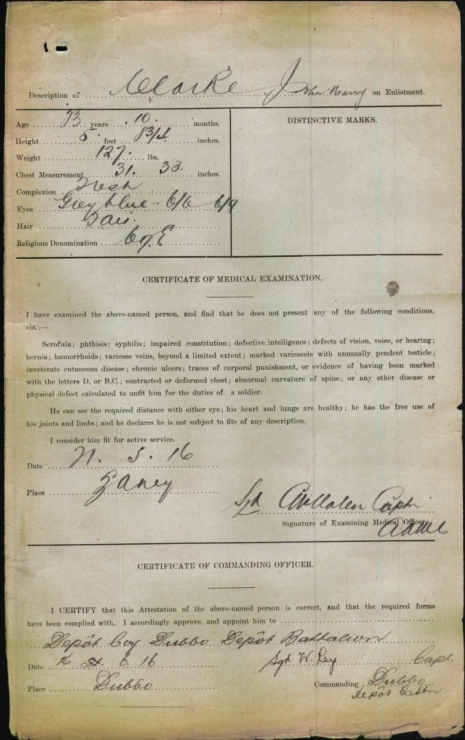 Description of Clarke John on Enlistment.
Age years 10 months.
Height 5 feet 8 3/4 inches.
Weight 127 lbs.
Chest Measurement 31. 33 inches.
Complexion Fresh
Eyes Grey blue 6/6 6/9
Hair Fair
Religious Denomination C of E
DISTINCTIVE MARKS.
CERTIFICATE OF MEDICAL EXAMINATION.
I have examined the above-named person, and find that he does not present any of the following conditions,
viz.:—
Scrofula; phthisis; syphilis; impaired constitution; defective intelligence; defects of vision, voice, or hearing;
hernia; hæmorrhoids; varicose veins, beyond a limited extent; marked varicocele with unusually pendent testicle;
inveterate cutaneous disease; chronic ulcers; traces of corporal punishment, or evidence of having been marked
with the letters D. or B.C.; contracted or deformed chest; abnormal curvature of spine; or any other disease or
physical defect calculated to unfit him for the duties of a soldier.
He can see the required distance with either eye; his heart and lungs are healthy; he has the free use of
his joints and limbs; and he declares he is not subject to fits of any description.
I consider him fit for active service.
Date 5. 16
Place
Sgd Capt
Signature of Examining Medical Officer.
AAMC
CERTIFICATE OF COMMANDING OFFICER.
I CERTIFY that this Attestation of the above-named person is correct, and that the required forms
have been complied with. I accordingly approve, and appoint him to
Depôt Coy Dubbo Depôt Battalion
Date 16
Sgd W. Capt.
Place Dubbo
Commanding Dubbo
Depôt Battn